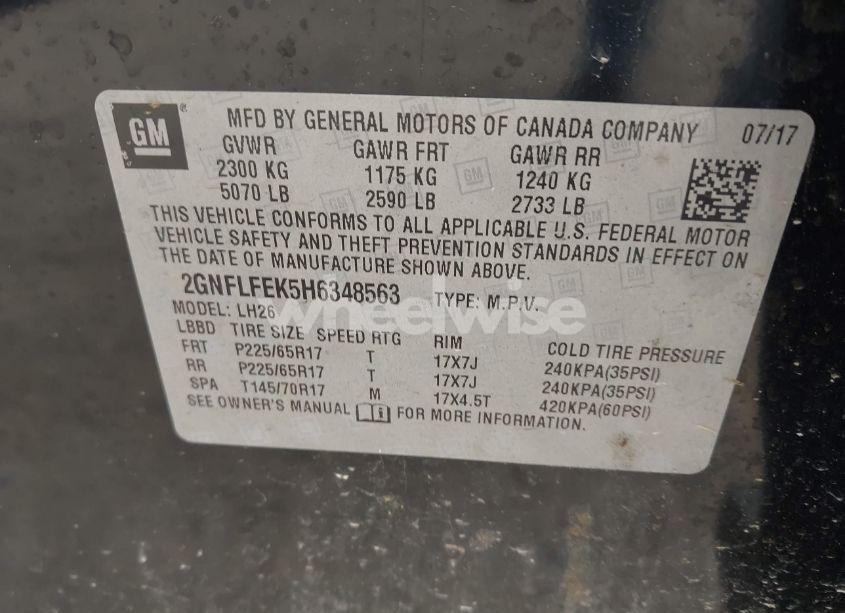 GM ® MFD BY GENERAL MOTORS OF CANADA COMPANY 07/17
GVWR GAWR FRT GAWR RR
2300 KG 1175 KG 1240 KG
5070 LB 2590 LB 2733 LB
THIS VEHICLE CONFORMS TO ALL APPLICABLE U.S. FEDERAL MOTOR
VEHICLE SAFETY AND THEFT PREVENTION STANDARDS IN EFFECT ON
THE DATE OF MANUFACTURE SHOWN ABOVE.
2GNFLFEK5H6348563 TYPE: M.P.V.
MODEL: LH26
wheelwise
LBBD TIRE SIZE SPEED RTG RIM COLD TIRE PRESSURE
FRT P225/65R17 T 17X7J 240KPA(35PSI)
RR P225/65R17 T 17X7J 240KPA(35PSI)
SPA T145/70R17 M 17X4.5T 420KPA(60PSI)
SEE OWNER'S MANUAL FOR MORE INFORMATION.